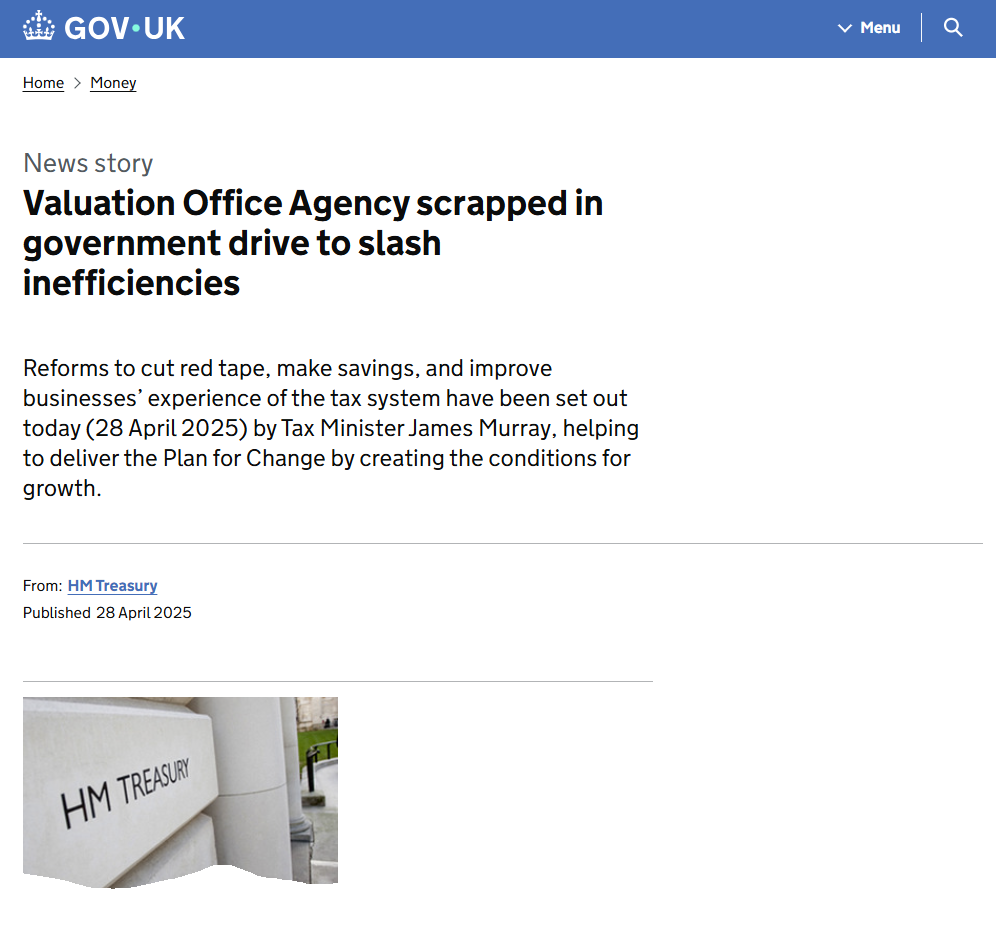 GOV·UK
Menu
Home > Money
News story
Valuation Office Agency scrapped in
government drive to slash
inefficiencies
Reforms to cut red tape, make savings, and improve
businesses’ experience of the tax system have been set out
today (28 April 2025) by Tax Minister James Murray, helping
to deliver the Plan for Change by creating the conditions for
growth.
From: HM Treasury
Published 28 April 2025
HM TREASURY